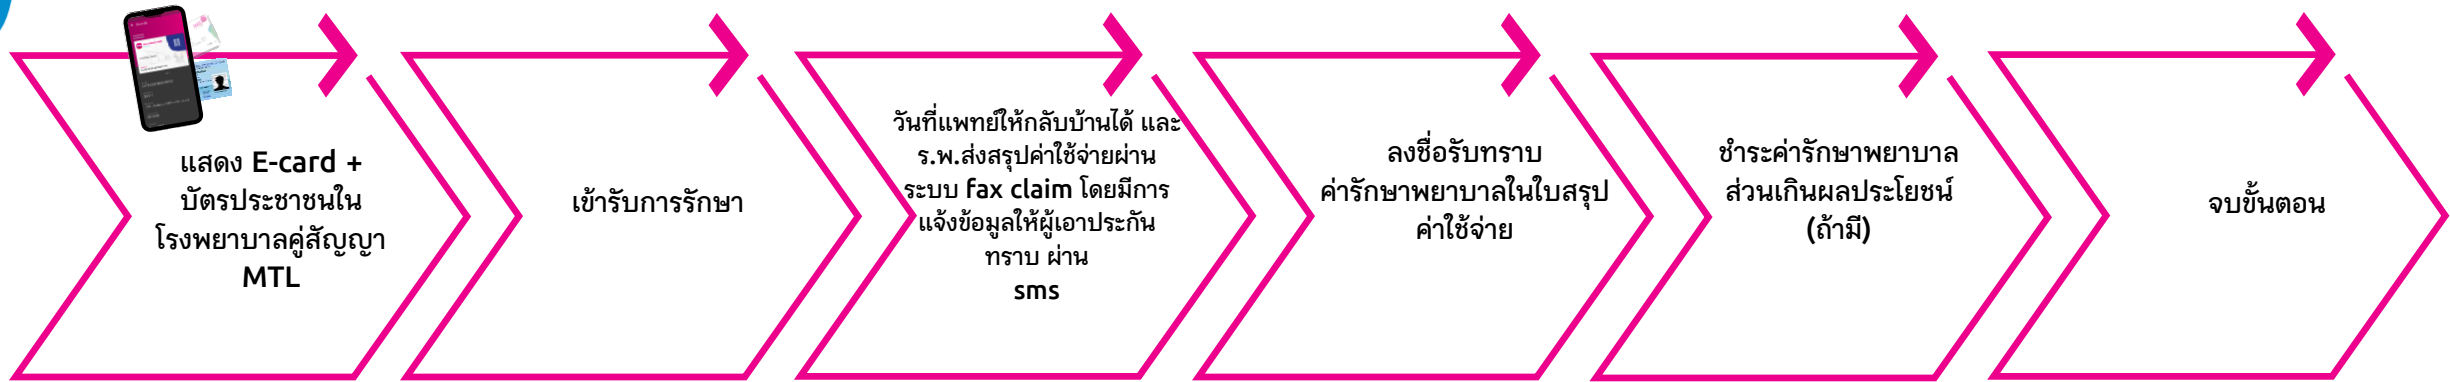 แสดง E-card +
บัตรประชาชนใน
โรงพยาบาลคู่สัญญา
MTL
เข้ารับการรักษา
วันที่แพทย์ให้กลับบ้านได้ และ
ร.พ.ส่งสรุปค่าใช้จ่ายผ่าน
ระบบ fax claim โดยมีการ
แจ้งข้อมูลให้ผู้เอาประกัน
ทราบ ผ่าน
sms
ลงชื่อรับทราบ
ค่ารักษาพยาบาลในใบสรุป
ค่าใช้จ่าย
ชำระค่ารักษาพยาบาล
ส่วนเกินผลประโยชน์
(ถ้ามี)
จบขั้นตอน